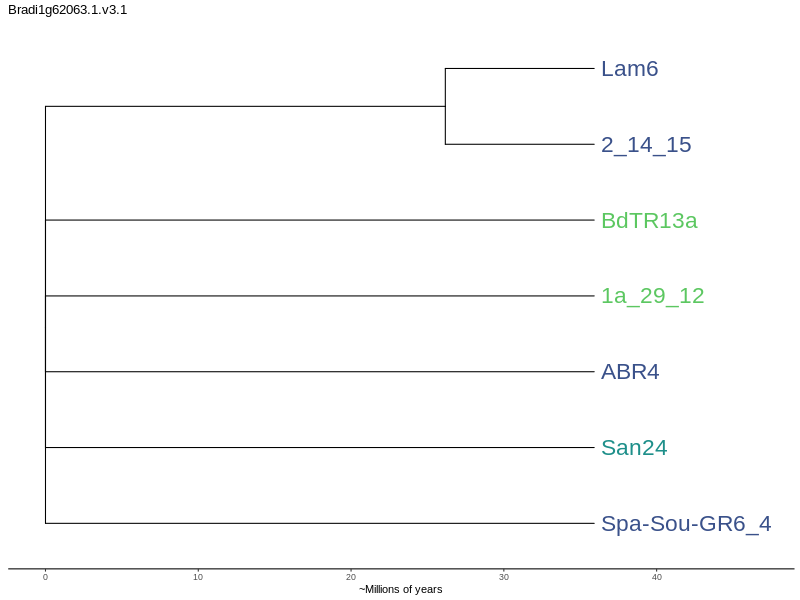 Bradi1g62063.1.v3.1
Lam6
2_14_15
BdTR13a
1a_29_12
ABR4
San24
Spa-Sou-GR6_4
0 10 20 30 40
~Millions of years